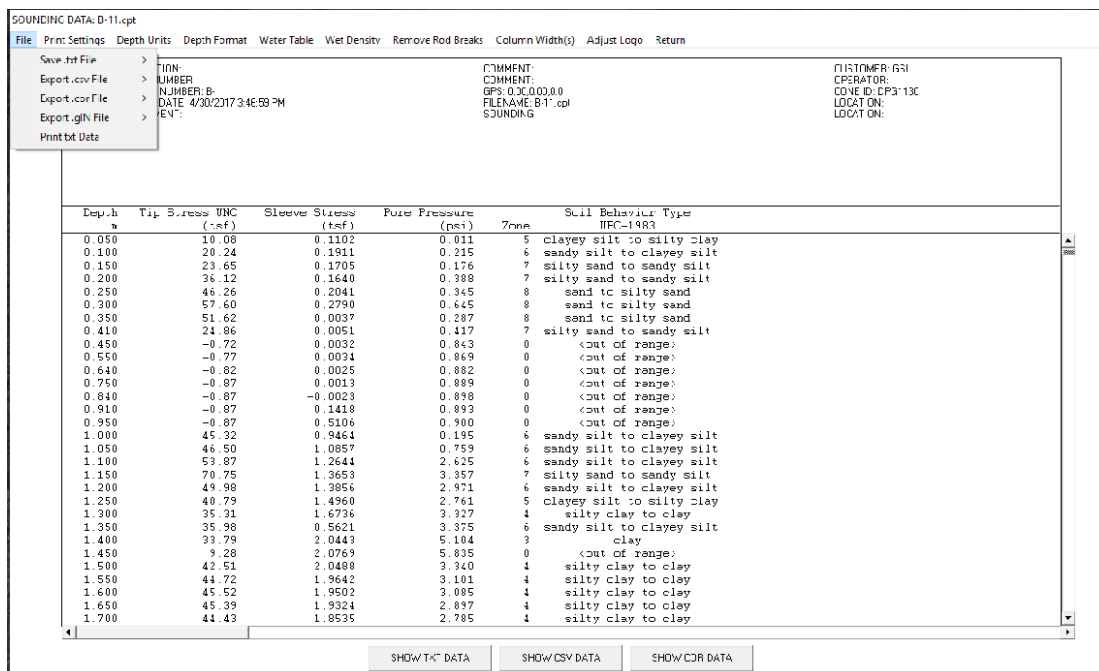 SOUNDING DATA: B-11.cpt
File Print Settings Depth Units Depth Format Water Table Wet Density Remove Rod Breaks Column Width(s) Adjust Logo Return
Save .txt File >
Export .csv File >
Export .cor File >
Export .gIN File >
Print txt Data
TION:
NUMBER
NUMBER: B-
DATE: 4/30/2017 3:46:59 PM
VENT:
COMMENT:
COMMENT:
GPS: 0.00,0.00,0.0
FILENAME: B-11.cpt
SOUNDING
CUSTOMER: GSI
OPERATOR:
CONE ID: DPG1130
LOCATION:
LOCATION:
Depth Tip Stress UNC Sleeve Stress Pore Pressure Soil Behavior Type
m (tsf) (tsf) (psi) Zone UBC-1983
0.050 10.08 0.1102 0.011 5 clayey silt to silty clay
0.100 20.24 0.1911 0.215 6 sandy silt to clayey silt
0.150 23.65 0.1705 0.176 7 silty sand to sandy silt
0.200 36.12 0.1640 0.388 7 silty sand to sandy silt
0.250 46.26 0.2041 0.345 8 sand to silty sand
0.300 57.60 0.2790 0.645 8 sand to silty sand
0.350 51.62 0.0037 0.287 8 sand to silty sand
0.410 24.86 0.0051 0.417 7 silty sand to sandy silt
0.450 -0.72 0.0032 0.843 0 <out of range>
0.550 -0.77 0.0034 0.869 0 <out of range>
0.640 -0.82 0.0025 0.882 0 <out of range>
0.750 -0.87 0.0013 0.889 0 <out of range>
0.840 -0.87 -0.0023 0.898 0 <out of range>
0.910 -0.87 0.1418 0.893 0 <out of range>
0.950 -0.87 0.5106 0.900 0 <out of range>
1.000 45.32 0.9464 0.195 6 sandy silt to clayey silt
1.050 46.50 1.0857 0.759 6 sandy silt to clayey silt
1.100 53.87 1.2644 2.625 6 sandy silt to clayey silt
1.150 70.75 1.3653 3.357 7 silty sand to sandy silt
1.200 49.98 1.3856 2.971 6 sandy silt to clayey silt
1.250 40.79 1.4960 2.761 5 clayey silt to silty clay
1.300 35.31 1.6736 3.327 4 silty clay to clay
1.350 35.98 0.5621 3.375 6 sandy silt to clayey silt
1.400 33.79 2.0443 5.104 3 clay
1.450 9.28 2.0769 5.835 0 <out of range>
1.500 42.51 2.0488 3.340 4 silty clay to clay
1.550 44.72 1.9642 3.101 4 silty clay to clay
1.600 45.52 1.9502 3.085 4 silty clay to clay
1.650 45.39 1.9324 2.897 4 silty clay to clay
1.700 44.43 1.8535 2.785 4 silty clay to clay
SHOW TXT DATA SHOW CSV DATA SHOW COR DATA